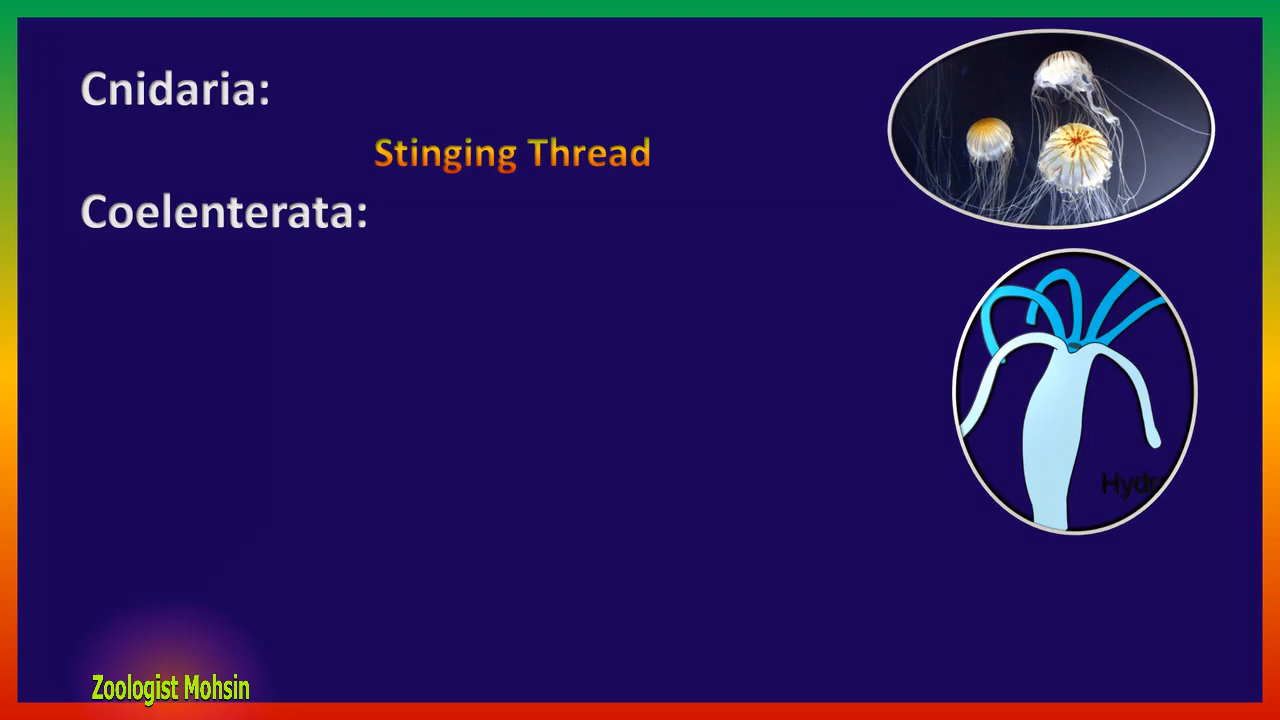 Cnidaria:
Stinging Thread
Coelenterata:
Zoologist Mohsin